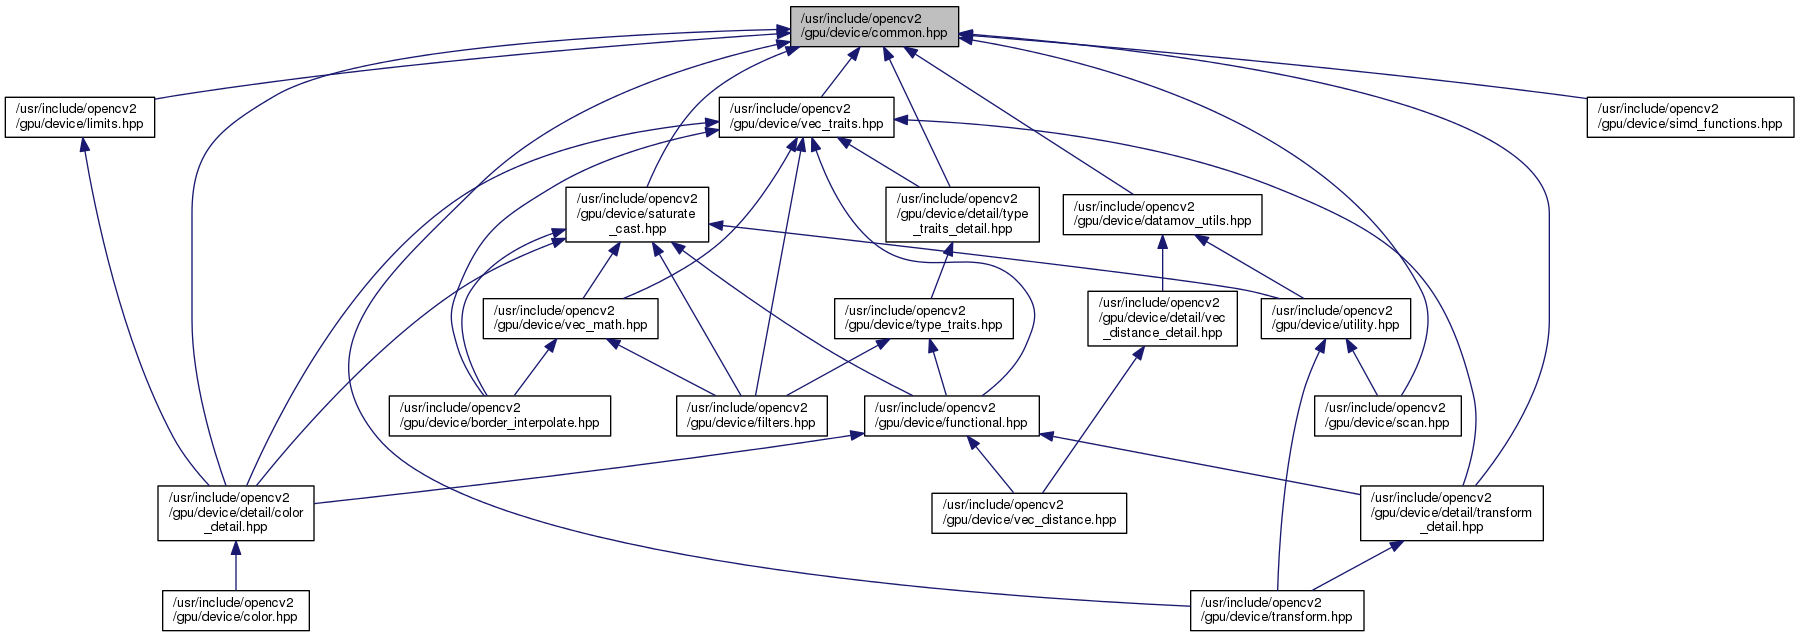 /usr/include/opencv2
/gpu/device/common.hpp
/usr/include/opencv2
/gpu/device/limits.hpp
/usr/include/opencv2
/gpu/device/vec_traits.hpp
/usr/include/opencv2
/gpu/device/simd_functions.hpp
/usr/include/opencv2
/gpu/device/saturate
_cast.hpp
/usr/include/opencv2
/gpu/device/detail/type
_traits_detail.hpp
/usr/include/opencv2
/gpu/device/datamov_utils.hpp
/usr/include/opencv2
/gpu/device/vec_math.hpp
/usr/include/opencv2
/gpu/device/type_traits.hpp
/usr/include/opencv2
/gpu/device/detail/vec
_distance_detail.hpp
/usr/include/opencv2
/gpu/device/utility.hpp
/usr/include/opencv2
/gpu/device/border_interpolate.hpp
/usr/include/opencv2
/gpu/device/filters.hpp
/usr/include/opencv2
/gpu/device/functional.hpp
/usr/include/opencv2
/gpu/device/scan.hpp
/usr/include/opencv2
/gpu/device/detail/color
_detail.hpp
/usr/include/opencv2
/gpu/device/vec_distance.hpp
/usr/include/opencv2
/gpu/device/detail/transform
_detail.hpp
/usr/include/opencv2
/gpu/device/color.hpp
/usr/include/opencv2
/gpu/device/transform.hpp